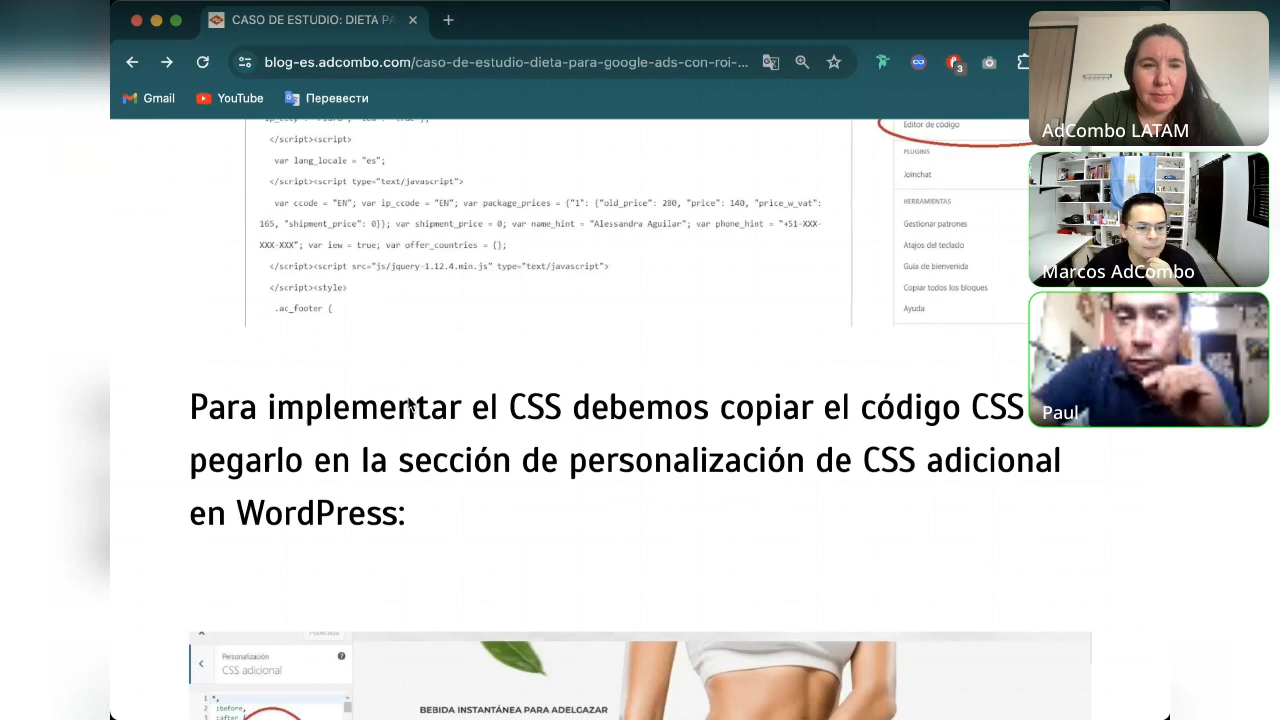 CASO DE ESTUDIO: DIETA PA
blog-es.adcombo.com/caso-de-estudio-dieta-para-google-ads-con-roi-...
3
Gmail
YouTube
Перевести
</script><script>
var lang_locale = "es";
</script><script type="text/javascript">
var ccode = "EN"; var ip_ccode = "EN"; var package_prices = {"1": {"old_price": 280, "price": 140, "price_w_vat":
165, "shipment_price": 0}}; var shipment_price = 0; var name_hint = "Alessandra Aguilar"; var phone_hint = "+51-XXX-
XXX-XXX"; var iew = true; var offer_countries = {};
</script><script src="js/jquery-1.12.4.min.js" type="text/javascript">
</script><style>
.ac_footer {
Editor de código
PLUGINS
Joinchat
HERRAMIENTAS
Gestionar patrones
Atajos del teclado
Guía de bienvenida
Copiar todos los bloques
Ayuda
AdCombo LATAM
Marcos AdCombo
Paul
Para implementar el CSS debemos copiar el código CSS
pegarlo en la sección de personalización de CSS adicional
en WordPress:
Publicado
Personalización
CSS adicional
1 *,
2 :before,
3 :after {
BEBIDA INSTANTÁNEA PARA ADELGAZAR